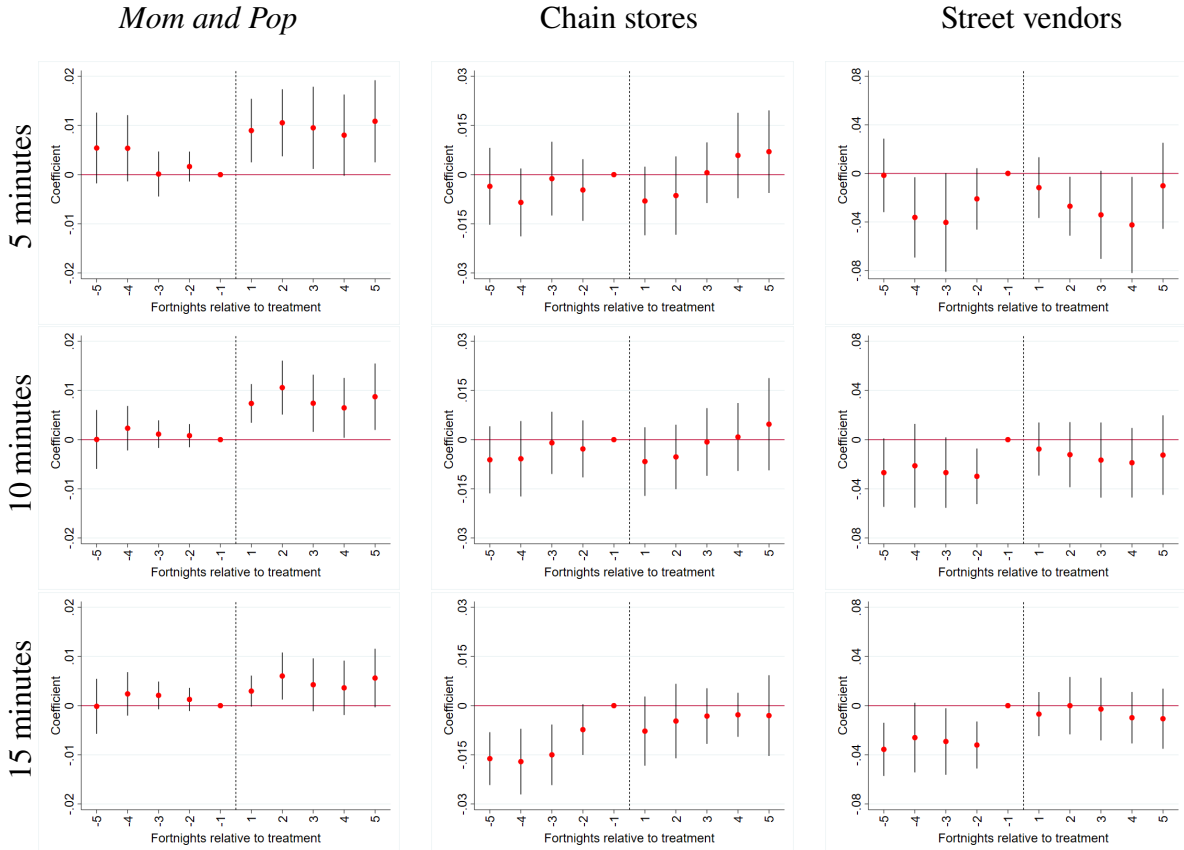 Mom and Pop
Chain stores
Street vendors
5 minutes
Coefficient
.02
.01
0
-.01
-.02
-5 -4 -3 -2 -1 1 2 3 4 5
Fortnights relative to treatment
Coefficient
.03
.015
0
-.015
-.03
-5 -4 -3 -2 -1 1 2 3 4 5
Fortnights relative to treatment
Coefficient
.08
.04
0
-.04
-.08
-5 -4 -3 -2 -1 1 2 3 4 5
Fortnights relative to treatment
10 minutes
Coefficient
.02
.01
0
-.01
-.02
-5 -4 -3 -2 -1 1 2 3 4 5
Fortnights relative to treatment
Coefficient
.03
.015
0
-.015
-.03
-5 -4 -3 -2 -1 1 2 3 4 5
Fortnights relative to treatment
Coefficient
.08
.04
0
-.04
-.08
-5 -4 -3 -2 -1 1 2 3 4 5
Fortnights relative to treatment
15 minutes
Coefficient
.02
.01
0
-.01
-.02
-5 -4 -3 -2 -1 1 2 3 4 5
Fortnights relative to treatment
Coefficient
.03
.015
0
-.015
-.03
-5 -4 -3 -2 -1 1 2 3 4 5
Fortnights relative to treatment
Coefficient
.08
.04
0
-.04
-.08
-5 -4 -3 -2 -1 1 2 3 4 5
Fortnights relative to treatment